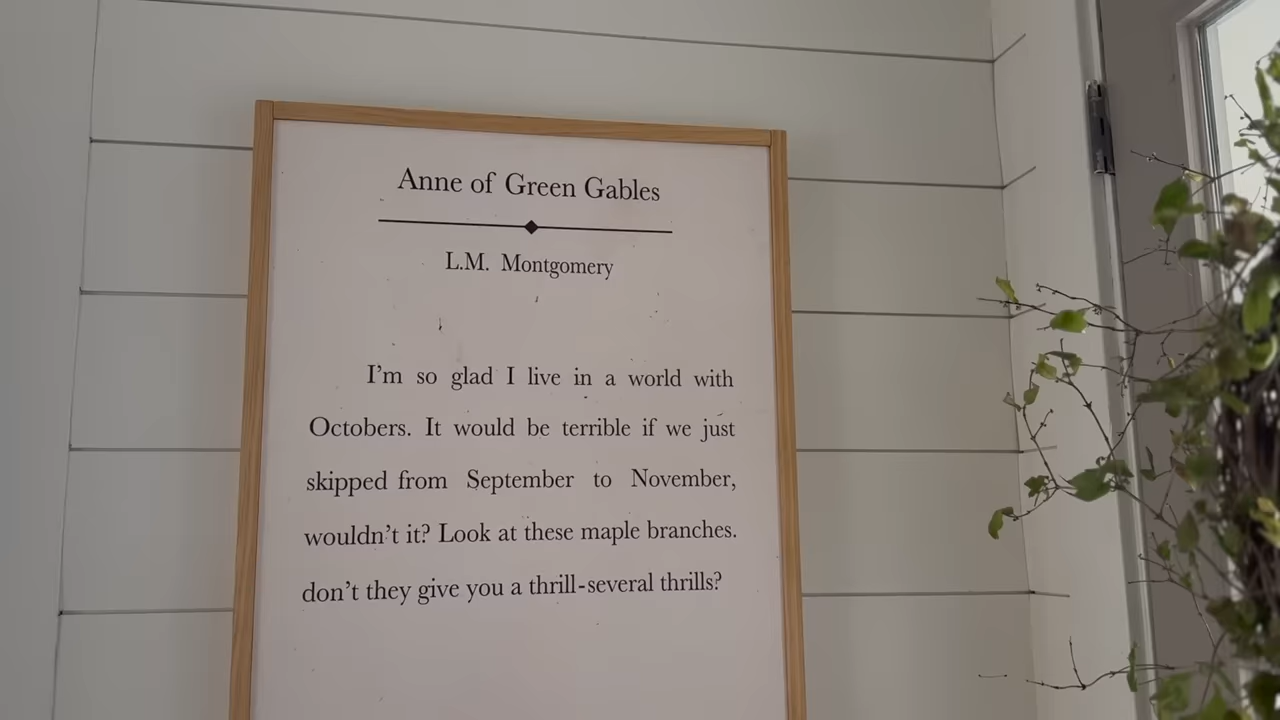 Anne of Green Gables
L.M. Montgomery
I'm so glad I live in a world with
Octobers. It would be terrible if we just
skipped from September to November,
wouldn't it? Look at these maple branches.
don't they give you a thrill-several thrills?